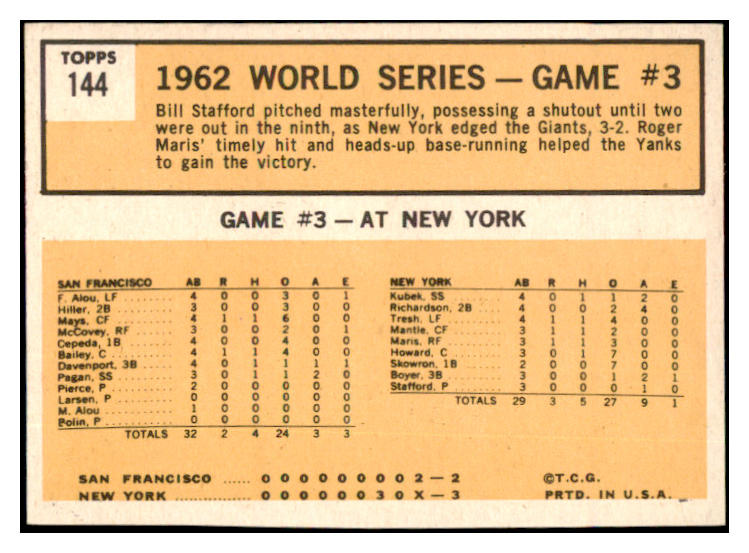 TOPPS
144
1962 WORLD SERIES — GAME #3
Bill Stafford pitched masterfully, possessing a shutout until two
were out in the ninth, as New York edged the Giants, 3-2. Roger
Maris' timely hit and heads-up base-running helped the Yanks
to gain the victory.
GAME #3 — AT NEW YORK
SAN FRANCISCO AB R H O A E
F. Alou, LF ........ 4 0 0 3 0 1
Hiller, 2B ........ 3 0 0 3 0 0
Mays, CF ........ 4 1 1 6 0 0
McCovey, RF ........ 3 0 0 2 0 1
Cepeda, 1B ........ 4 0 0 4 0 0
Bailey, C ........ 4 1 1 4 0 0
Davenport, 3B ... 4 0 1 1 1 1
Pagan, SS ........ 3 0 1 1 2 0
Pierce, P ........ 2 0 0 0 0 0
Larsen, P ........ 0 0 0 0 0 0
M. Alou ........ 1 0 0 0 0 0
Bolin, P ........ 0 0 0 0 0 0
TOTALS 32 2 4 24 3 3
NEW YORK AB R H O A E
Kubek, SS ........ 4 0 1 1 2 0
Richardson, 2B ... 4 0 0 2 4 0
Tresh, LF ........ 4 1 1 4 0 0
Mantle, CF ........ 3 1 1 2 0 0
Maris, RF ........ 3 1 1 3 0 0
Howard, C ........ 3 0 1 7 0 0
Skowron, 1B ........ 2 0 0 7 0 0
Boyer, 3B ........ 3 0 0 1 2 1
Stafford, P ........ 3 0 0 0 1 0
TOTALS 29 3 5 27 9 1
SAN FRANCISCO ...... 0 0 0 0 0 0 0 0 2 — 2
NEW YORK .............. 0 0 0 0 0 0 3 0 X — 3
©T.C.G.
PRTD. IN U.S.A.